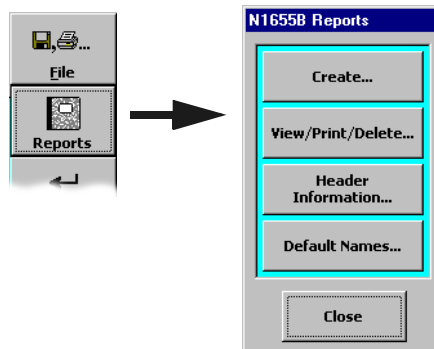 File
Reports
N1655B Reports
Create...
View/Print/Delete...
Header
Information...
Default Names...
Close